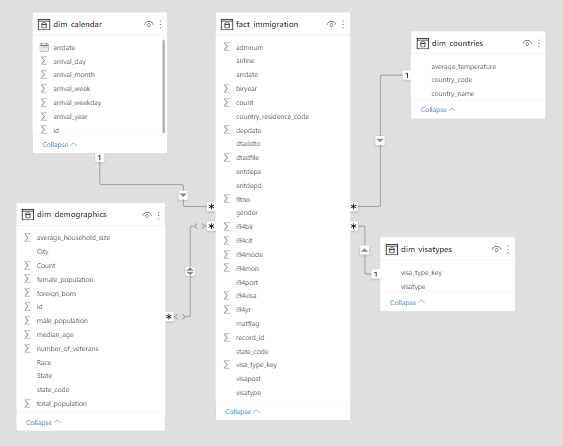 dim_calendar
arrdate
arrival_day
arrival_month
arrival_week
arrival_weekday
arrival_year
id
Collapse
1
fact_immigration
admnum
airline
arrdate
biryear
count
country_residence_code
depdate
dtaddto
dtadfile
entdepa
entdepd
fltno
gender
i94bir
i94cit
i94mode
i94mon
i94port
i94visa
i94yr
matflag
record_id
state_code
visa_type_key
visapost
visatype
Collapse
*
*
*
*
dim_countries
average_temperature
country_code
country_name
Collapse
1
dim_demographics
average_household_size
City
Count
female_population
foreign_born
id
male_population
median_age
number_of_veterans
Race
State
state_code
total_population
Collapse
*
dim_visatypes
visa_type_key
visatype
Collapse
1